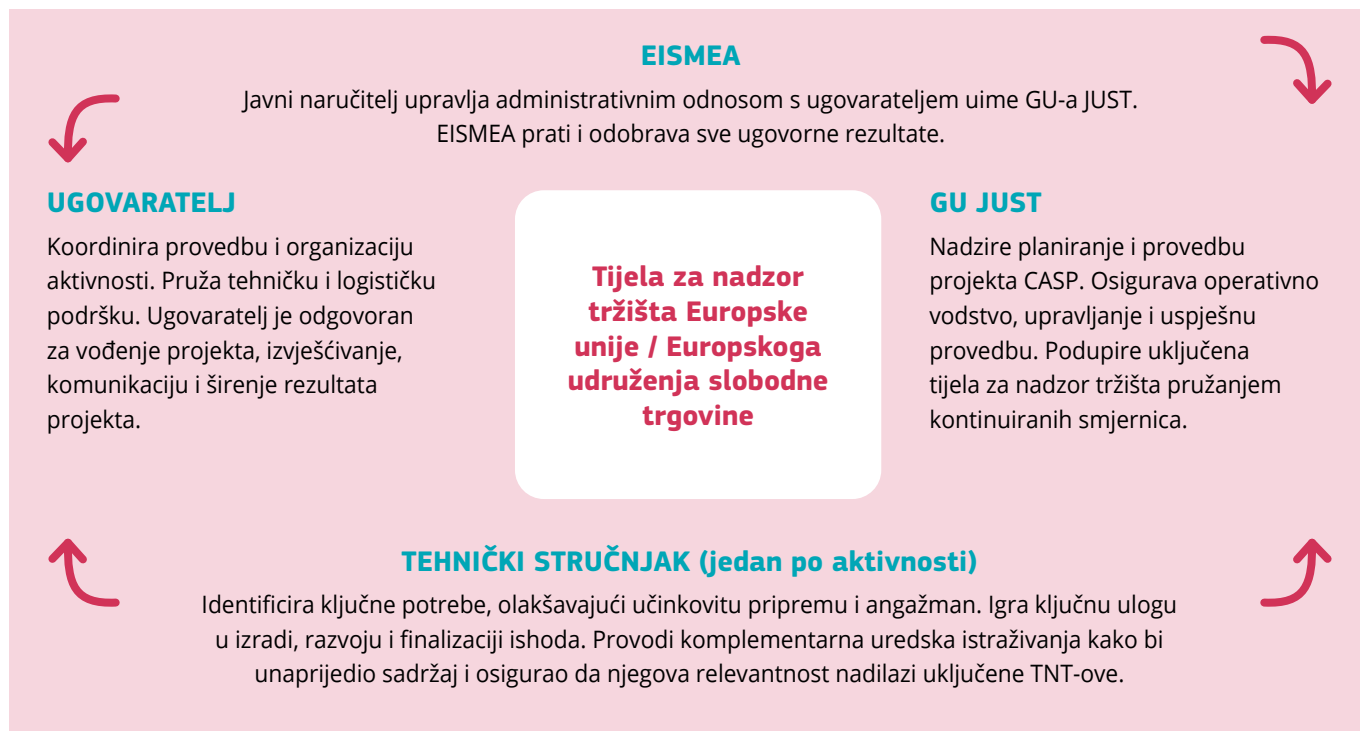 EISMEA
Javni naručitelj upravlja administrativnim odnosom s ugovarateljem uime GU-a JUST.
EISMEA prati i odobrava sve ugovorne rezultate.
UGOVARATELJ
Koordinira provedbu i organizaciju
aktivnosti. Pruža tehničku i logističku
podršku. Ugovaratelj je odgovoran
za vođenje projekta, izvješćivanje,
komunikaciju i širenje rezultata
projekta.
Tijela za nadzor
tržišta Europske
unije / Europskoga
udruženja slobodne
trgovine
GU JUST
Nadzire planiranje i provedbu
projekta CASP. Osigurava operativno
vodstvo, upravljanje i uspješnu
provedbu. Podupire uključena
tijela za nadzor tržišta pružanjem
kontinuiranih smjernica.
TEHNIČKI STRUČNJAK (jedan po aktivnosti)
Identificira ključne potrebe, olakšavajući učinkovitu pripremu i angažman. Igra ključnu ulogu
u izradi, razvoju i finalizaciji ishoda. Provodi komplementarna uredska istraživanja kako bi
unaprijedio sadržaj i osigurao da njegova relevantnost nadilazi uključene TNT-ove.